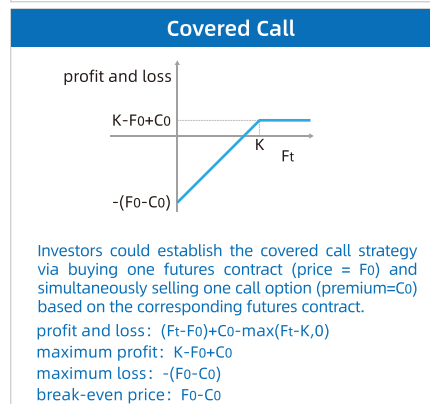 Covered Call
profit and loss
K-F0+C0
K
Ft
-(F0-C0)
Investors could establish the covered call strategy
via buying one futures contract (price = F0) and
simultaneously selling one call option (premium=C0)
based on the corresponding futures contract.
profit and loss: (Ft-F0)+C0-max(Ft-K,0)
maximum profit: K-F0+C0
maximum loss: -(F0-C0)
break-even price: F0-C0